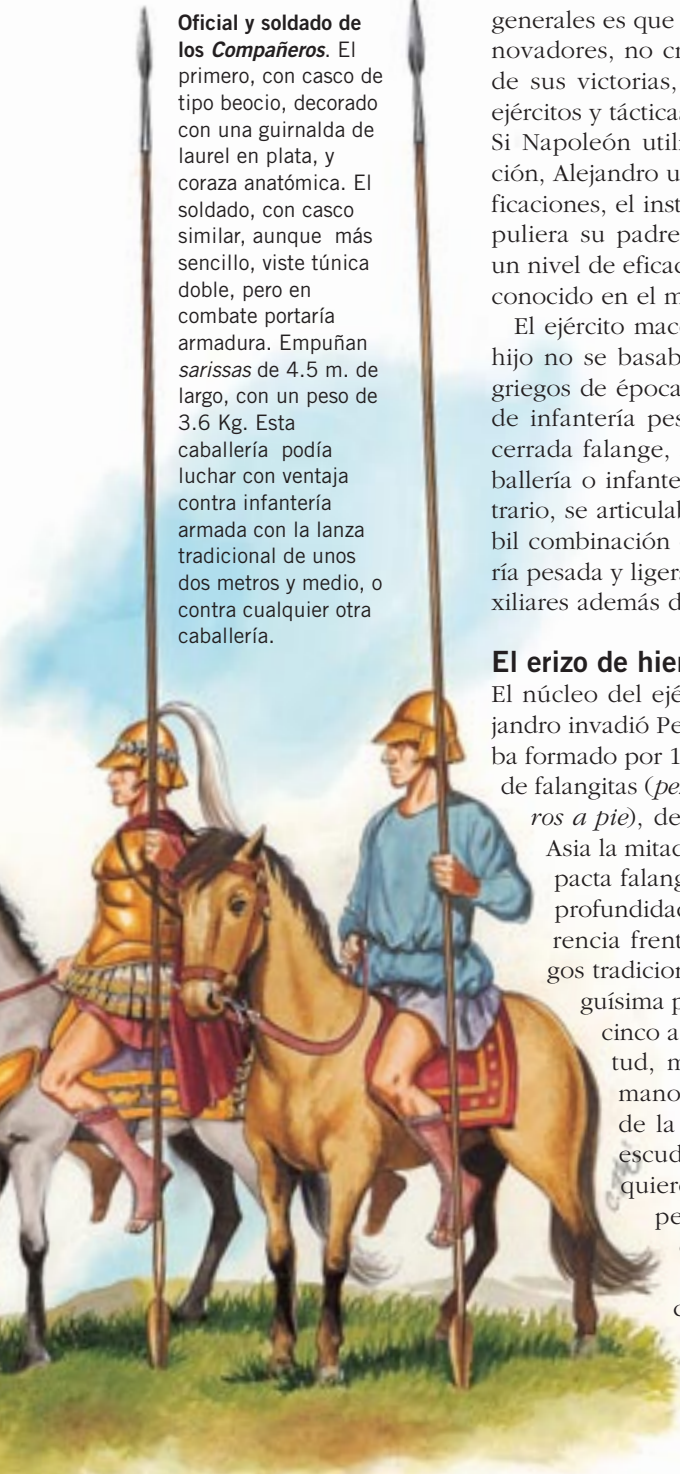 Oficial y soldado de
los Compañeros. El
primero, con casco de
tipo beocio, decorado
con una guirnalda de
laurel en plata, y
coraza anatómica. El
soldado, con casco
similar, aunque más
sencillo, viste túnica
doble, pero en
combate portaría
armadura. Empuñan
sarissas de 4.5 m. de
largo, con un peso de
3.6 Kg. Esta
caballería podía
luchar con ventaja
contra infantería
armada con la lanza
tradicional de unos
dos metros y medio, o
contra cualquier otra
caballería.
generales es que
novadores, no cr
de sus victorias,
ejércitos y táctica
Si Napoleón util
ción, Alejandro u
ficaciones, el inst
puliera su padre
un nivel de efica
conocido en el m
El ejército mac
hijo no se basab
griegos de época
de infantería pes
cerrada falange,
ballería o infante
trario, se articulab
bil combinación
ría pesada y liger
xiliares además d
El erizo de hier
El núcleo del ejé
jandro invadió Pe
ba formado por 1
de falangitas (pe
ros a pie), de
Asia la mitad
pacta falang
profundidad
rencia frent
gos tradicion
guísima p
cinco a
tud, m
mano
de la
escud
quier
pe
d